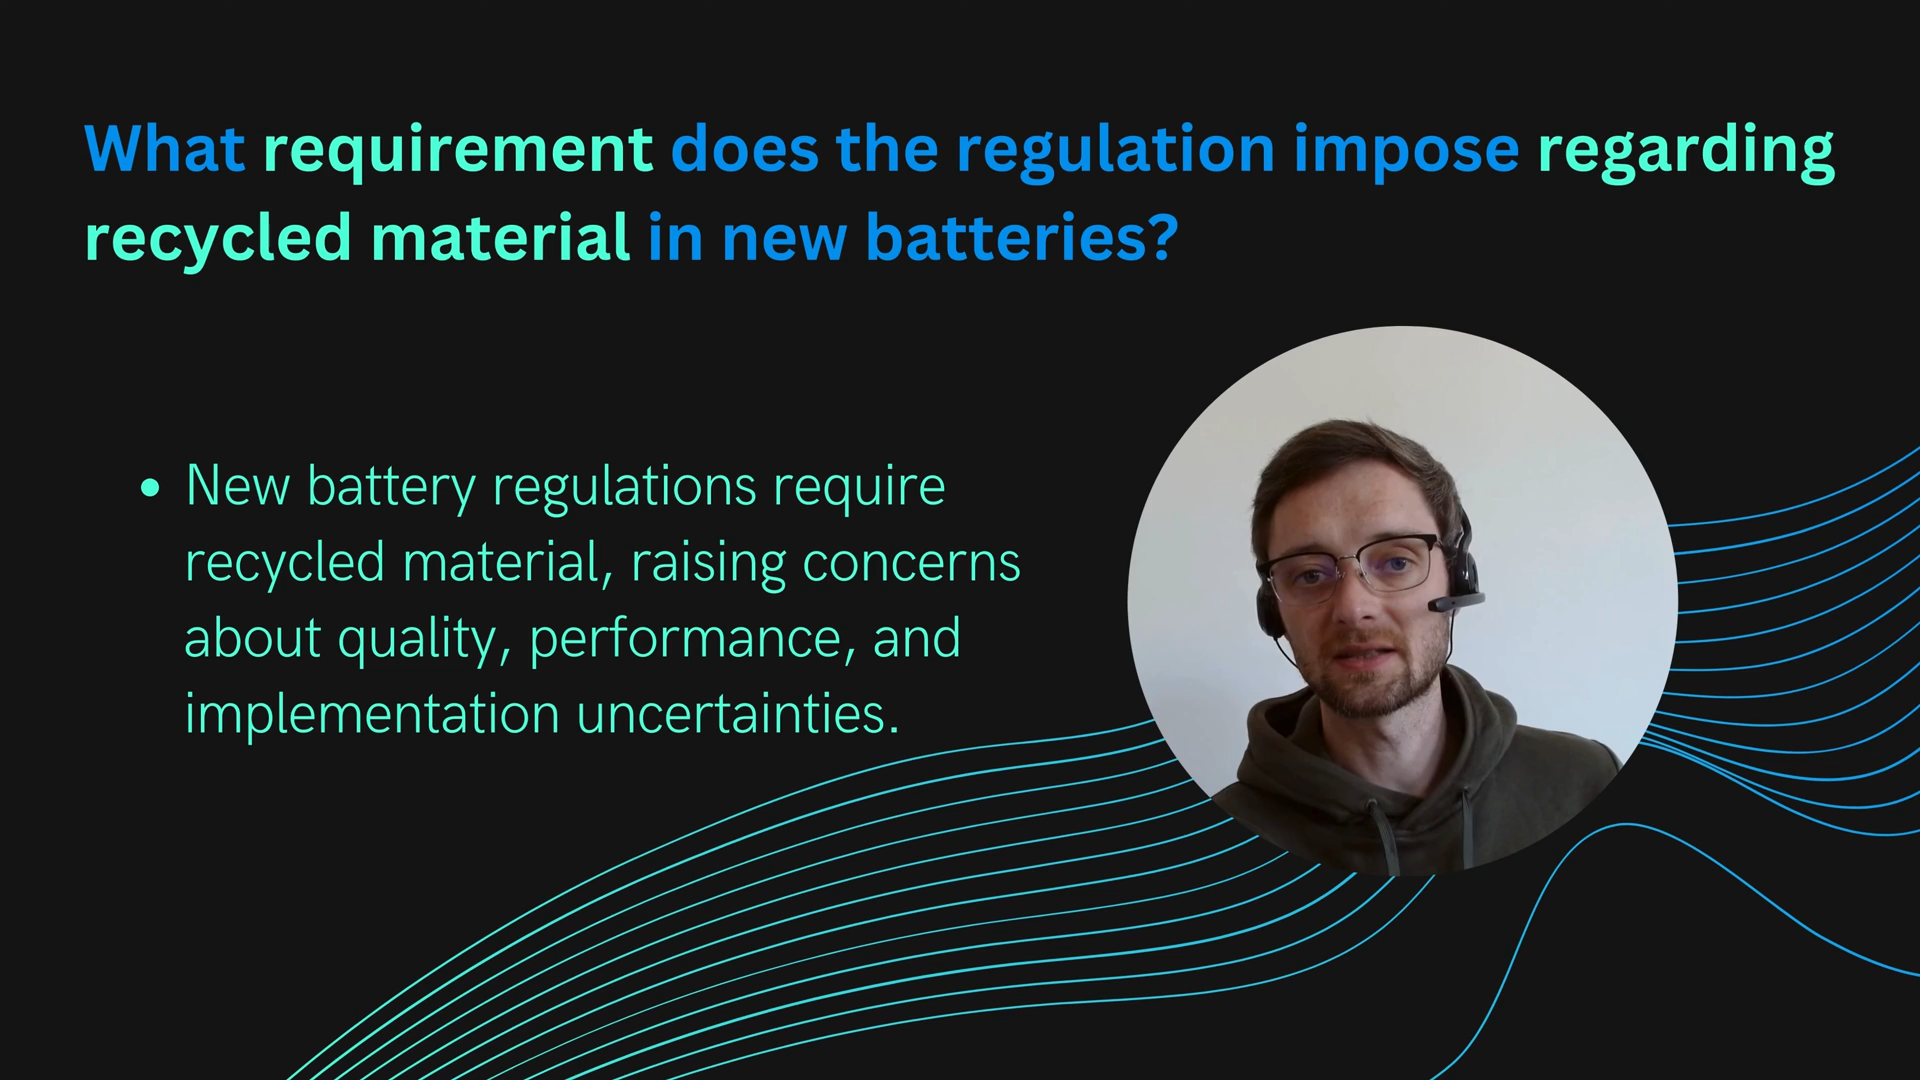 What requirement does the regulation impose regarding
recycled material in new batteries?
• New battery regulations require
recycled material, raising concerns
about quality, performance, and
implementation uncertainties.